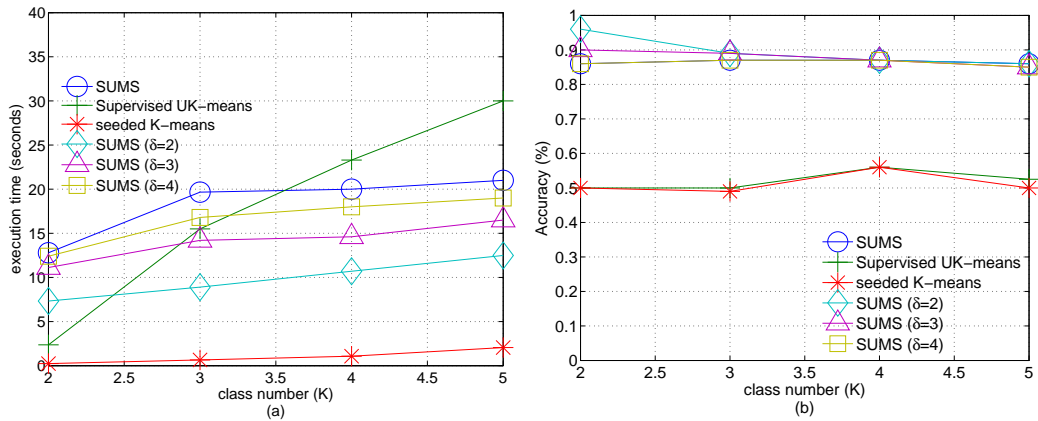 40
35
30
25
20
15
10
5
0
execution time (seconds)
SUMS
Supervised UK−means
seeded K−means
SUMS (δ=2)
SUMS (δ=3)
SUMS (δ=4)
2
2.5
3
3.5
4
4.5
5
class number (K)
(a)
1
0.9
0.8
0.7
0.6
0.5
0.4
0.3
0.2
0.1
0
Accuracy (%)
SUMS
Supervised UK−means
seeded K−means
SUMS (δ=2)
SUMS (δ=3)
SUMS (δ=4)
2
2.5
3
3.5
4
4.5
5
class number (K)
(b)